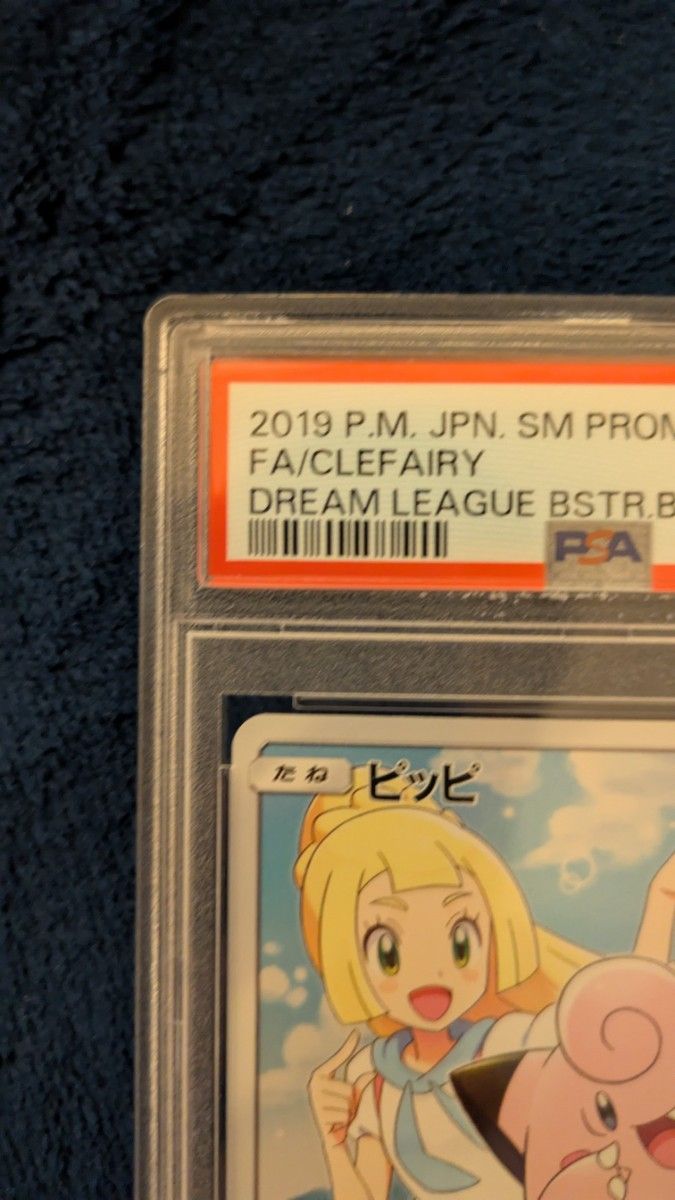 2019 P.M. JPN. SM PROM
FA/CLEFAIRY
DREAM LEAGUE BSTR.B
PSA
たね ピッピ